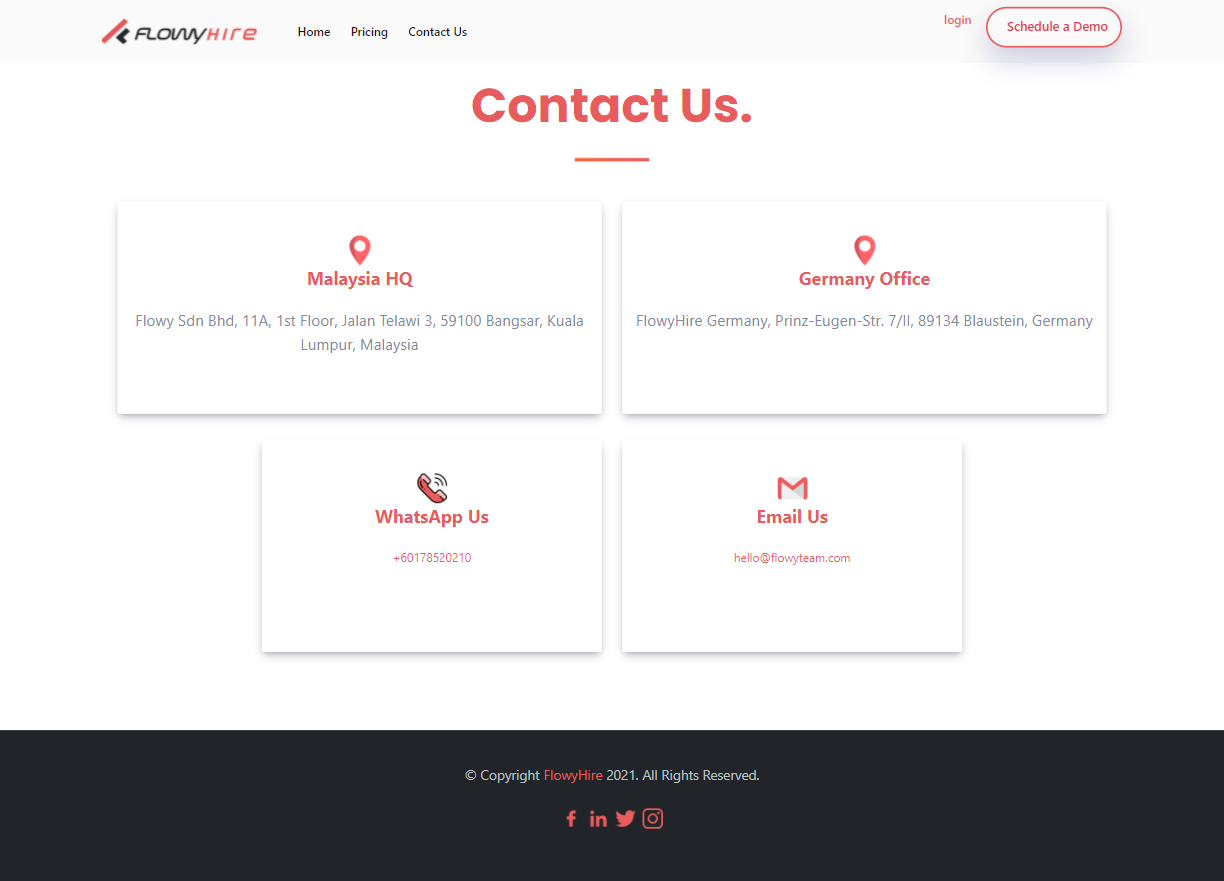 FLOWYHIRE
Home
Pricing
Contact Us
login
Schedule a Demo
Contact Us.
Malaysia HQ
Flowy Sdn Bhd, 11A, 1st Floor, Jalan Telawi 3, 59100 Bangsar, Kuala
Lumpur, Malaysia
Germany Office
FlowyHire Germany, Prinz-Eugen-Str. 7/II, 89134 Blaustein, Germany
WhatsApp Us
+60178520210
Email Us
hello@flowyteam.com
© Copyright FlowyHire 2021. All Rights Reserved.